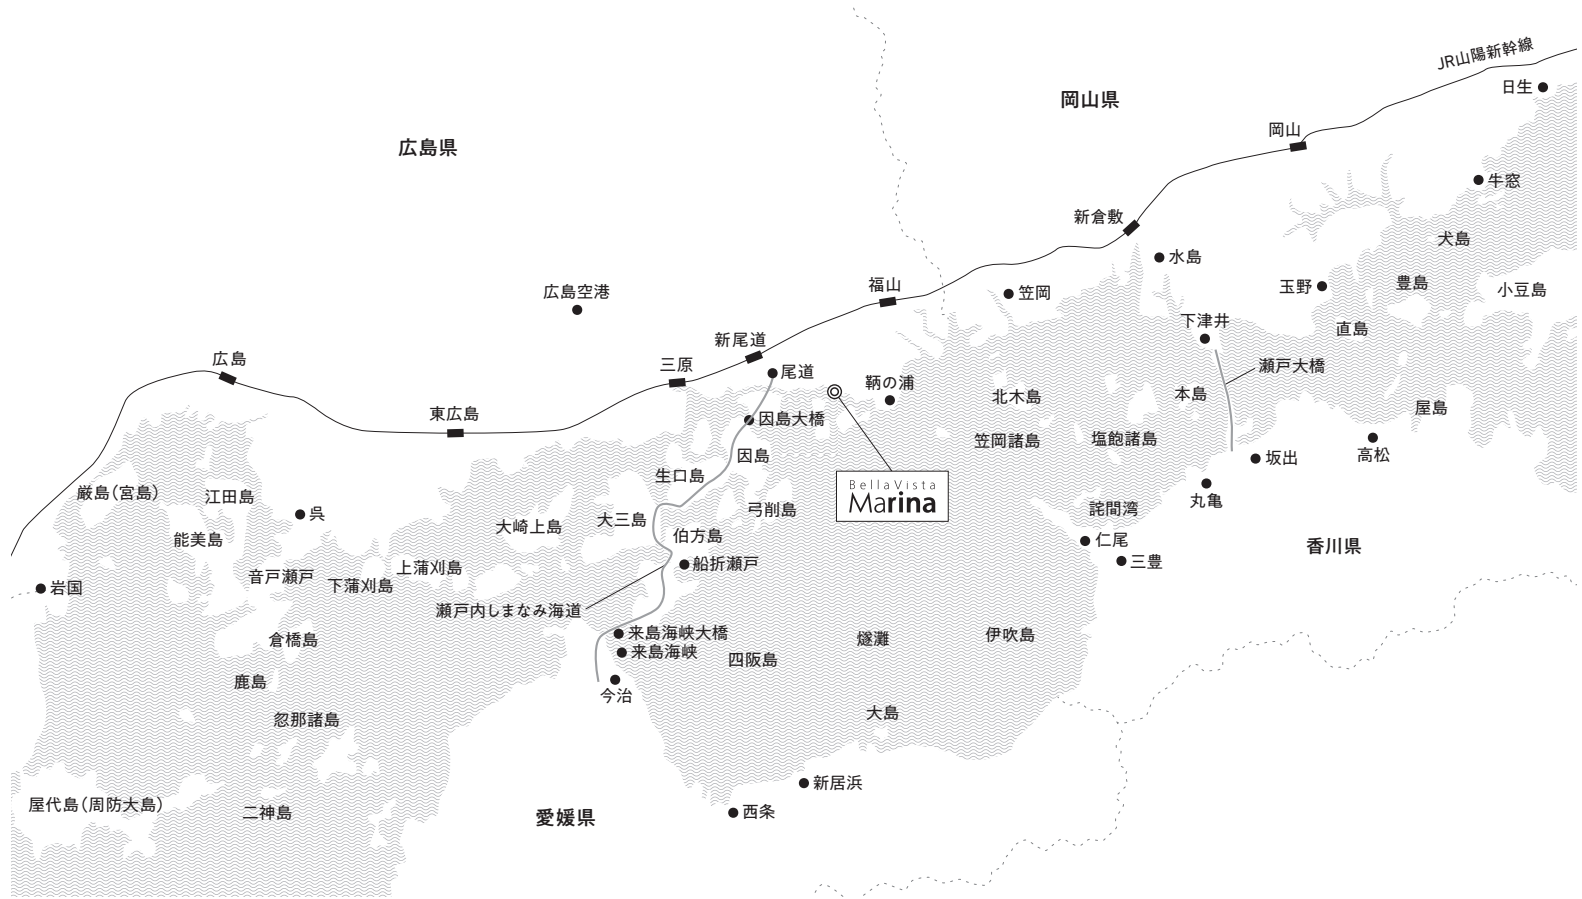 JR山陽新幹線
日生
岡山県
岡山
広島県
牛窓
新倉敷
犬島
水島
広島空港
福山
笠岡
玉野
豊島
小豆島
下津井
直島
新尾道
広島
三原
尾道
瀬戸大橋
鞆の浦
北木島
本島
東広島
因島大橋
屋島
笠岡諸島
塩飽諸島
因島
高松
坂出
生口島
BellaVista
Marina
厳島(宮島)
江田島
丸亀
弓削島
詫間湾
呉
大三島
大崎上島
能美島
伯方島
仁尾
香川県
三豊
船折瀬戸
上蒲刈島
音戸瀬戸
下蒲刈島
岩国
瀬戸内しまなみ海道
来島海峡大橋
伊吹島
燧灘
倉橋島
来島海峡
四阪島
鹿島
今治
大島
忽那諸島
新居浜
屋代島(周防大島)
二神島
西条
愛媛県